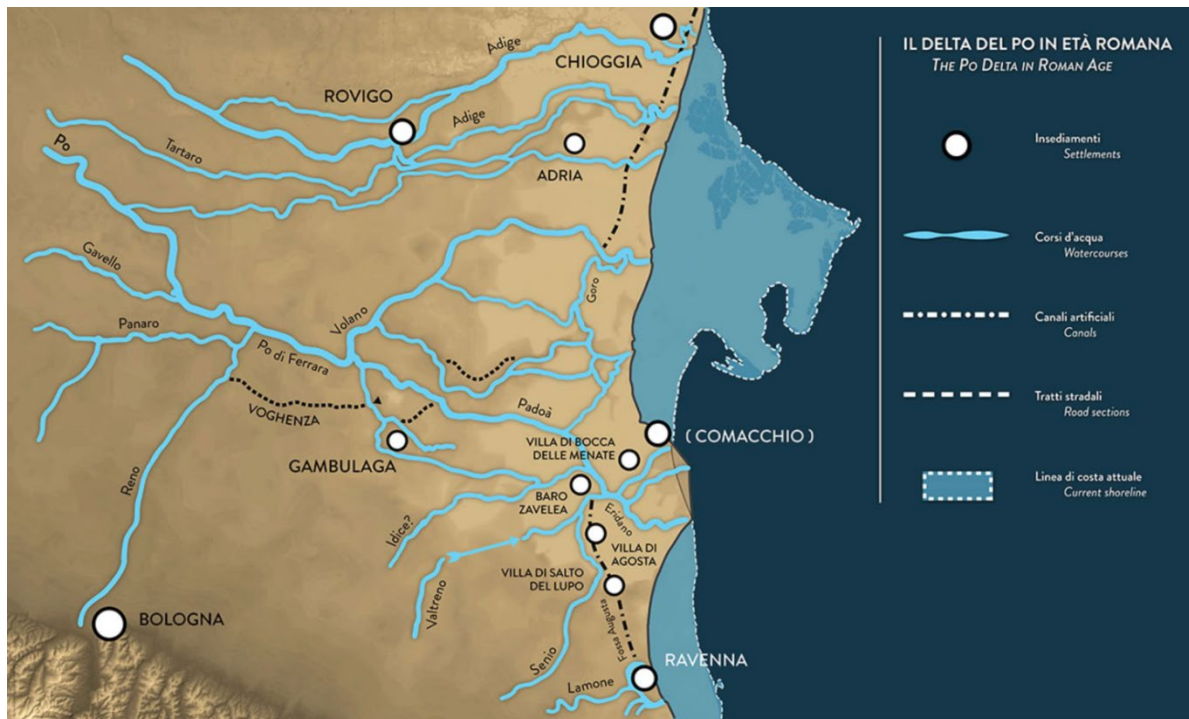 IL DELTA DEL PO IN ETÀ ROMANA
THE PO DELTA IN ROMAN AGE
Insediamenti
Settlements
Corsi d'acqua
Watercourses
Canali artificiali
Canals
Tratti stradali
Road sections
Linea di costa attuale
Current shoreline
Adige
CHIOGGIA
ROVIGO
Adige
Tartaro
Po
ADRIA
Gavello
Goro
Panaro
Volano
Po di Ferrara
VOGHENZA
Padoà
( COMACCHIO )
VILLA DI BOCCA
DELLE MENATE
GAMBULAGA
Reno
BARO
ZAVELEA
Eridano
Idice?
VILLA DI
AGOSTA
VILLA DI SALTO
DEL LUPO
Valtreno
BOLOGNA
Fossa Augusta
Senio
RAVENNA
Lamone